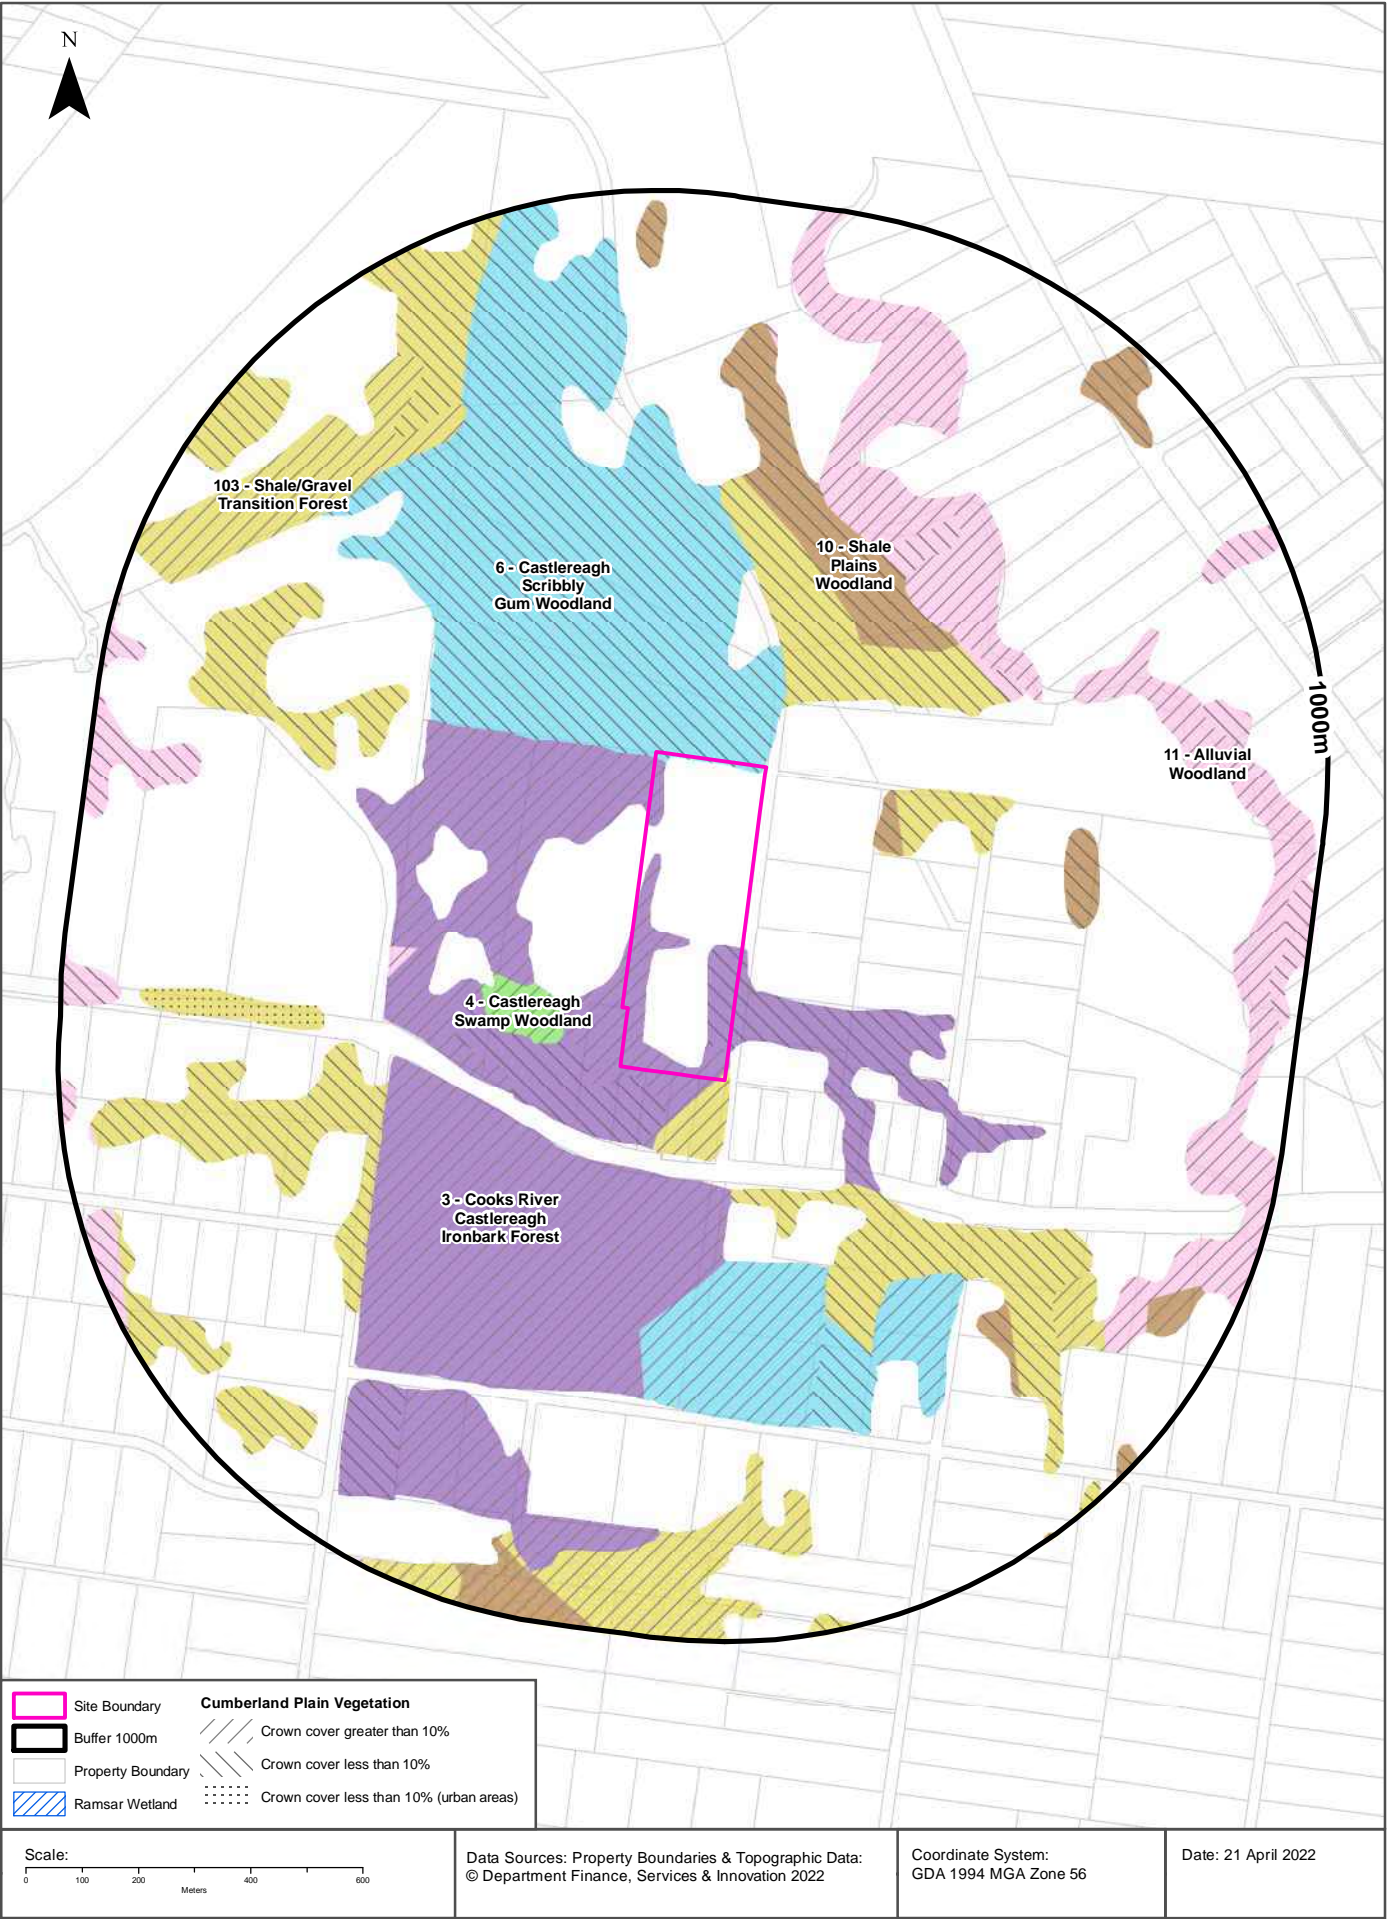 N
103 - Shale/Gravel
Transition Forest
6 - Castlereagh
Scribbly
Gum Woodland
10 - Shale
Plains
Woodland
1000m
11 - Alluvial
Woodland
4 - Castlereagh
Swamp Woodland
3 - Cooks River
Castlereagh
Ironbark Forest
Site Boundary
Buffer 1000m
Property Boundary
Ramsar Wetland
Cumberland Plain Vegetation
Crown cover greater than 10%
Crown cover less than 10%
Crown cover less than 10% (urban areas)
Scale:
0 100 200 400 600
Meters
Data Sources: Property Boundaries & Topographic Data:
© Department Finance, Services & Innovation 2022
Coordinate System:
GDA 1994 MGA Zone 56
Date: 21 April 2022